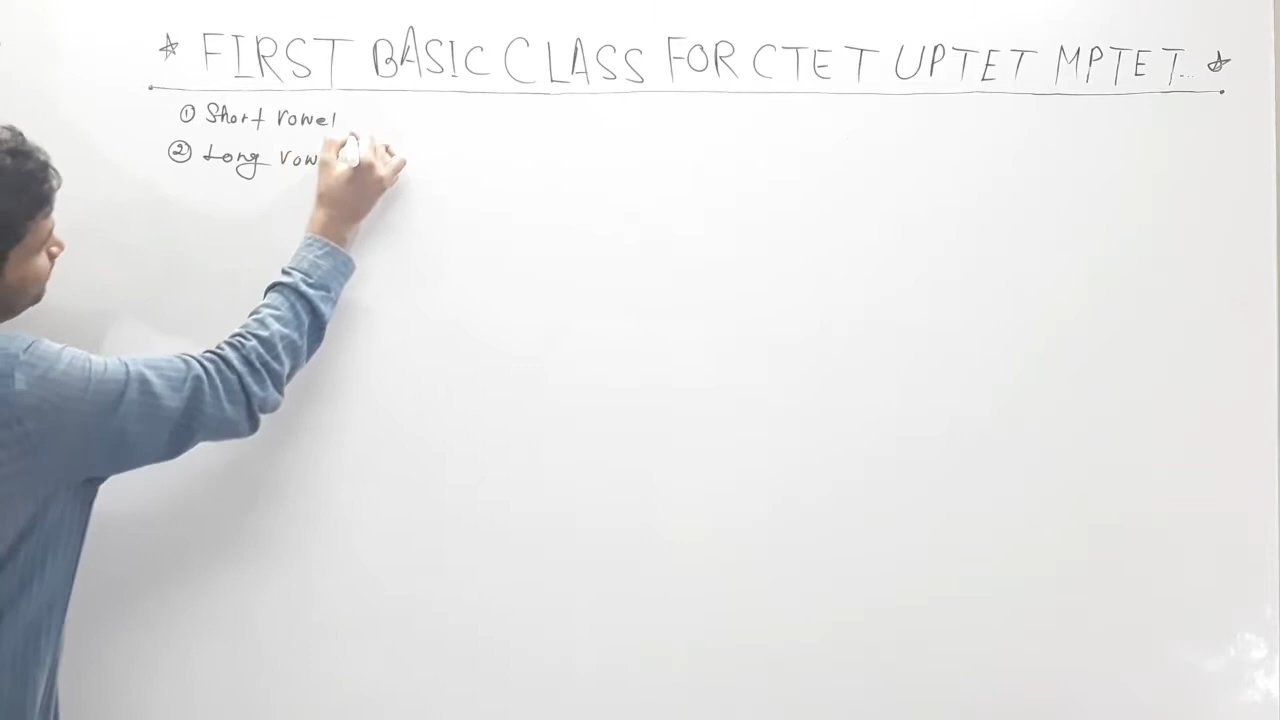 * FIRST BASIC CLASS FOR CTET UPTET MPTET... *
① Short vowel
② Long vow